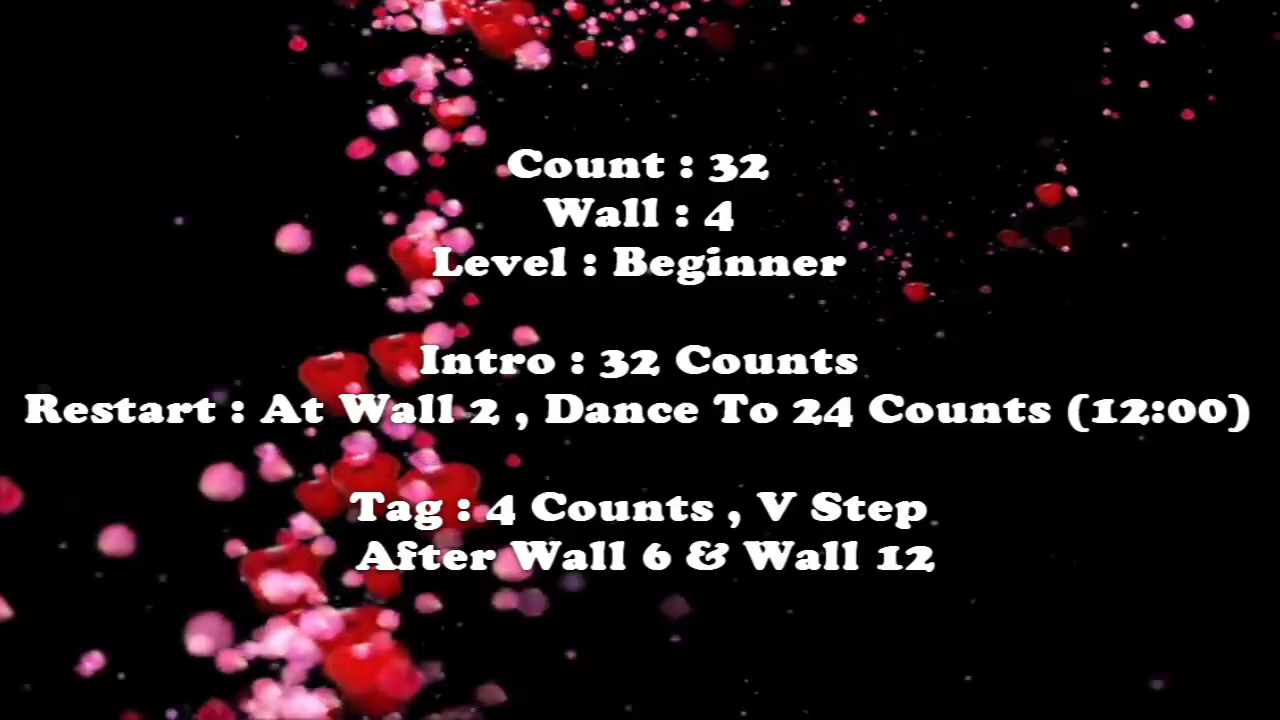 Count : 32
Wall : 4
Level : Beginner
Intro : 32 Counts
Restart : At Wall 2 , Dance To 24 Counts (12:00)
Tag : 4 Counts , V Step
After Wall 6 & Wall 12